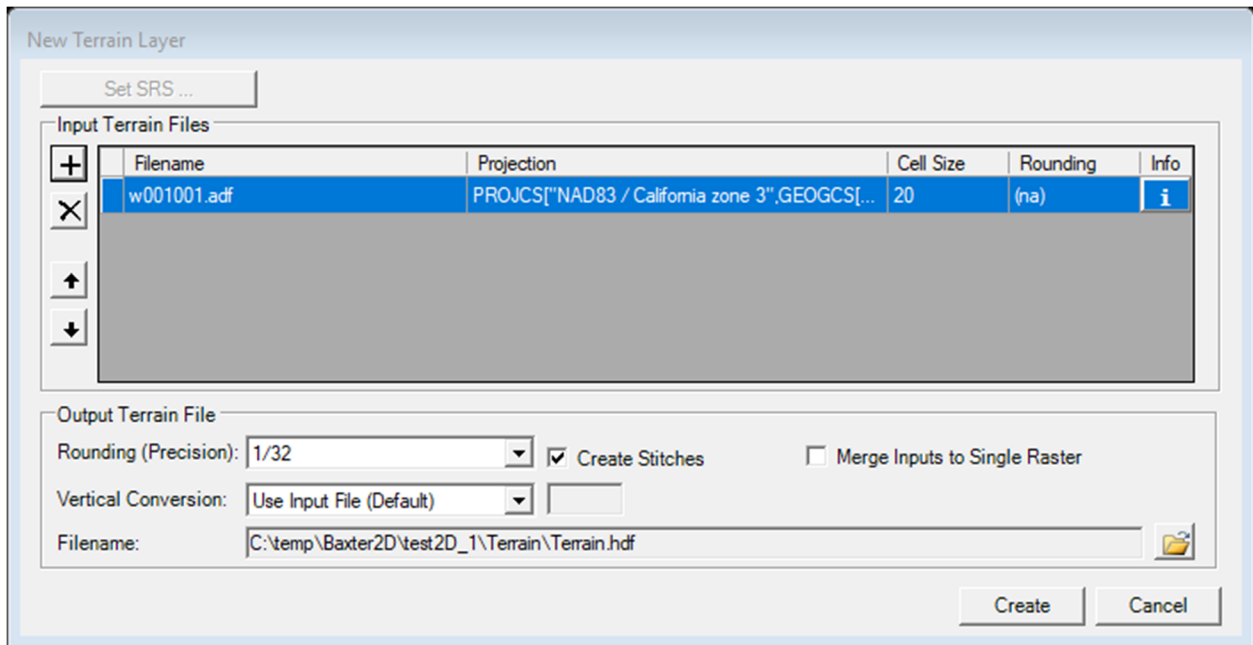 New Terrain Layer
Set SRS ...
Input Terrain Files
Filename Projection Cell Size Rounding Info
w001001.adf PROJCS["NAD83 / California zone 3",GEOGCS[... 20 (na) i
Output Terrain File
Rounding (Precision): 1/32 Create Stitches Merge Inputs to Single Raster
Vertical Conversion: Use Input File (Default)
Filename: C:\temp\Baxter2D\test2D_1\Terrain\Terrain.hdf
Create Cancel